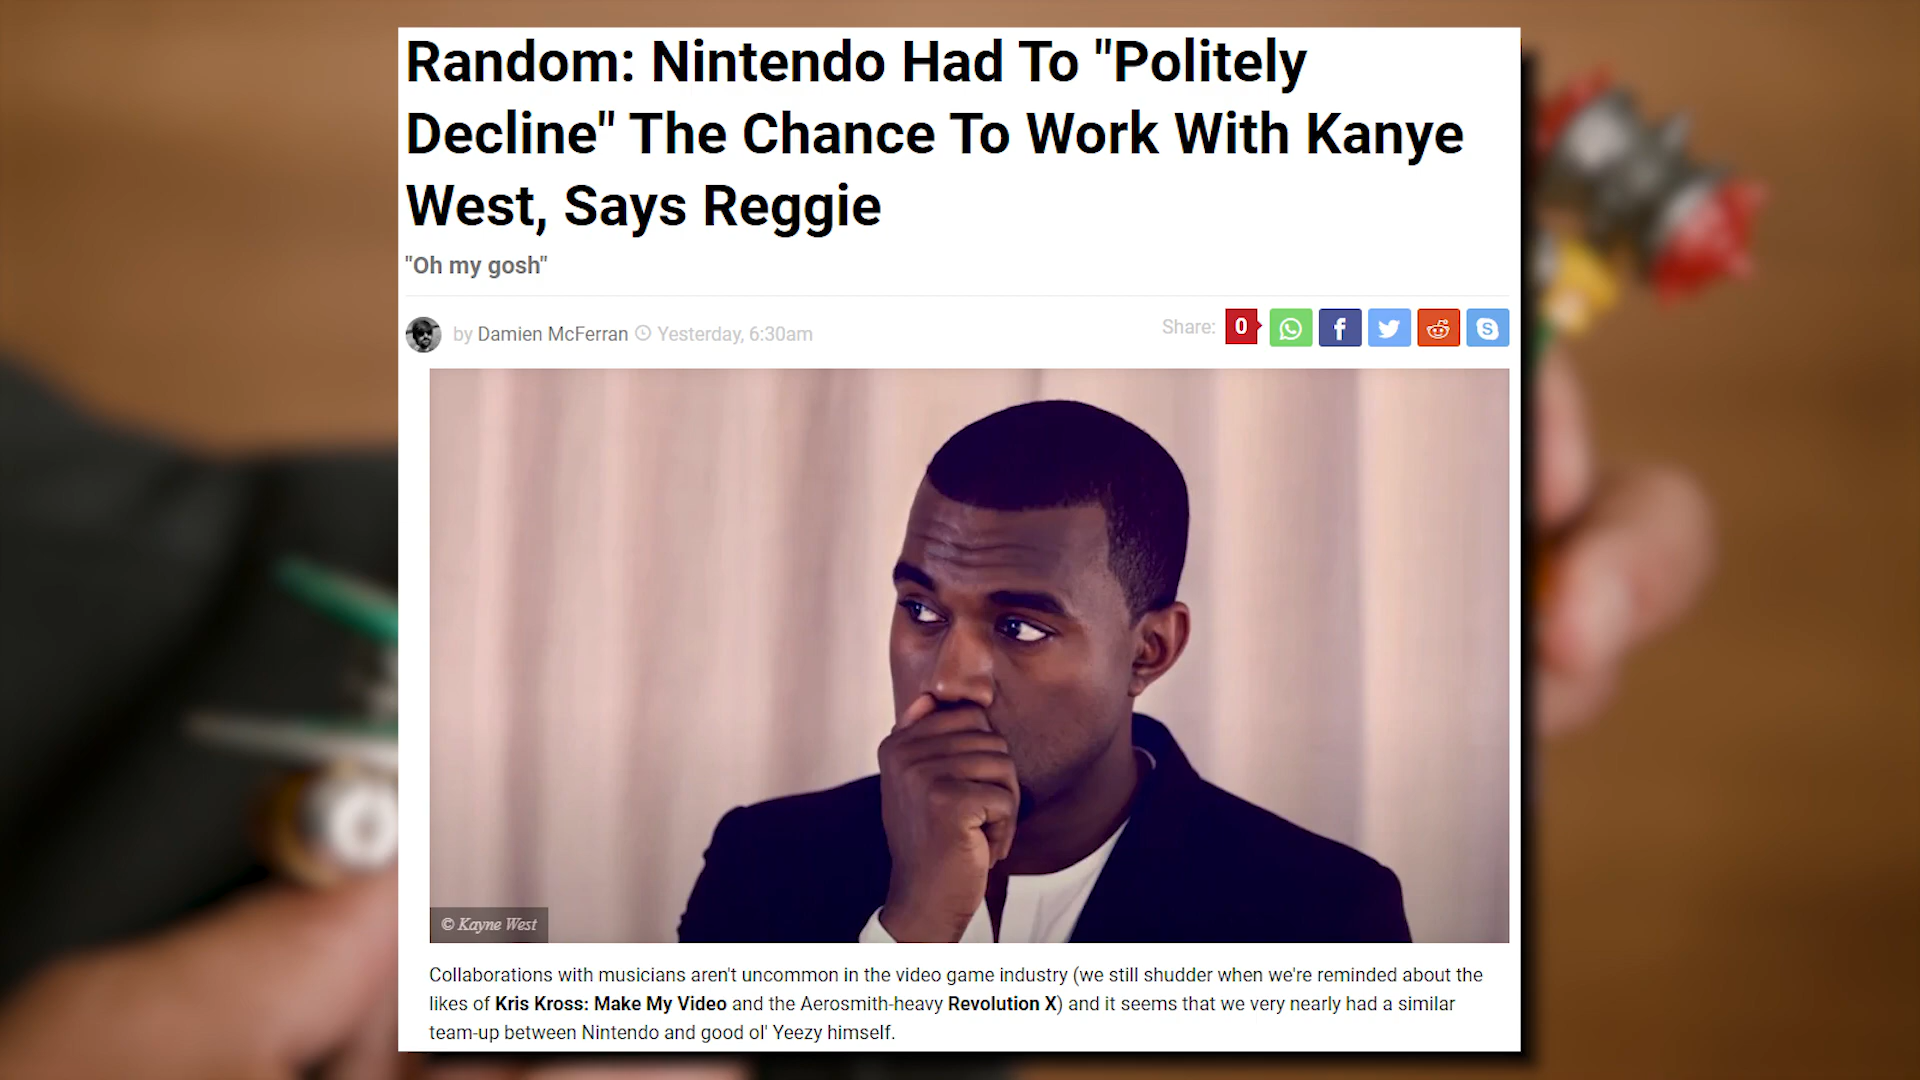 Random: Nintendo Had To "Politely
Decline" The Chance To Work With Kanye
West, Says Reggie
"Oh my gosh"
by Damien McFerran Yesterday, 6:30am
Share: 0
© Kayne West
Collaborations with musicians aren't uncommon in the video game industry (we still shudder when we're reminded about the
likes of Kris Kross: Make My Video and the Aerosmith-heavy Revolution X) and it seems that we very nearly had a similar
team-up between Nintendo and good ol' Yeezy himself.